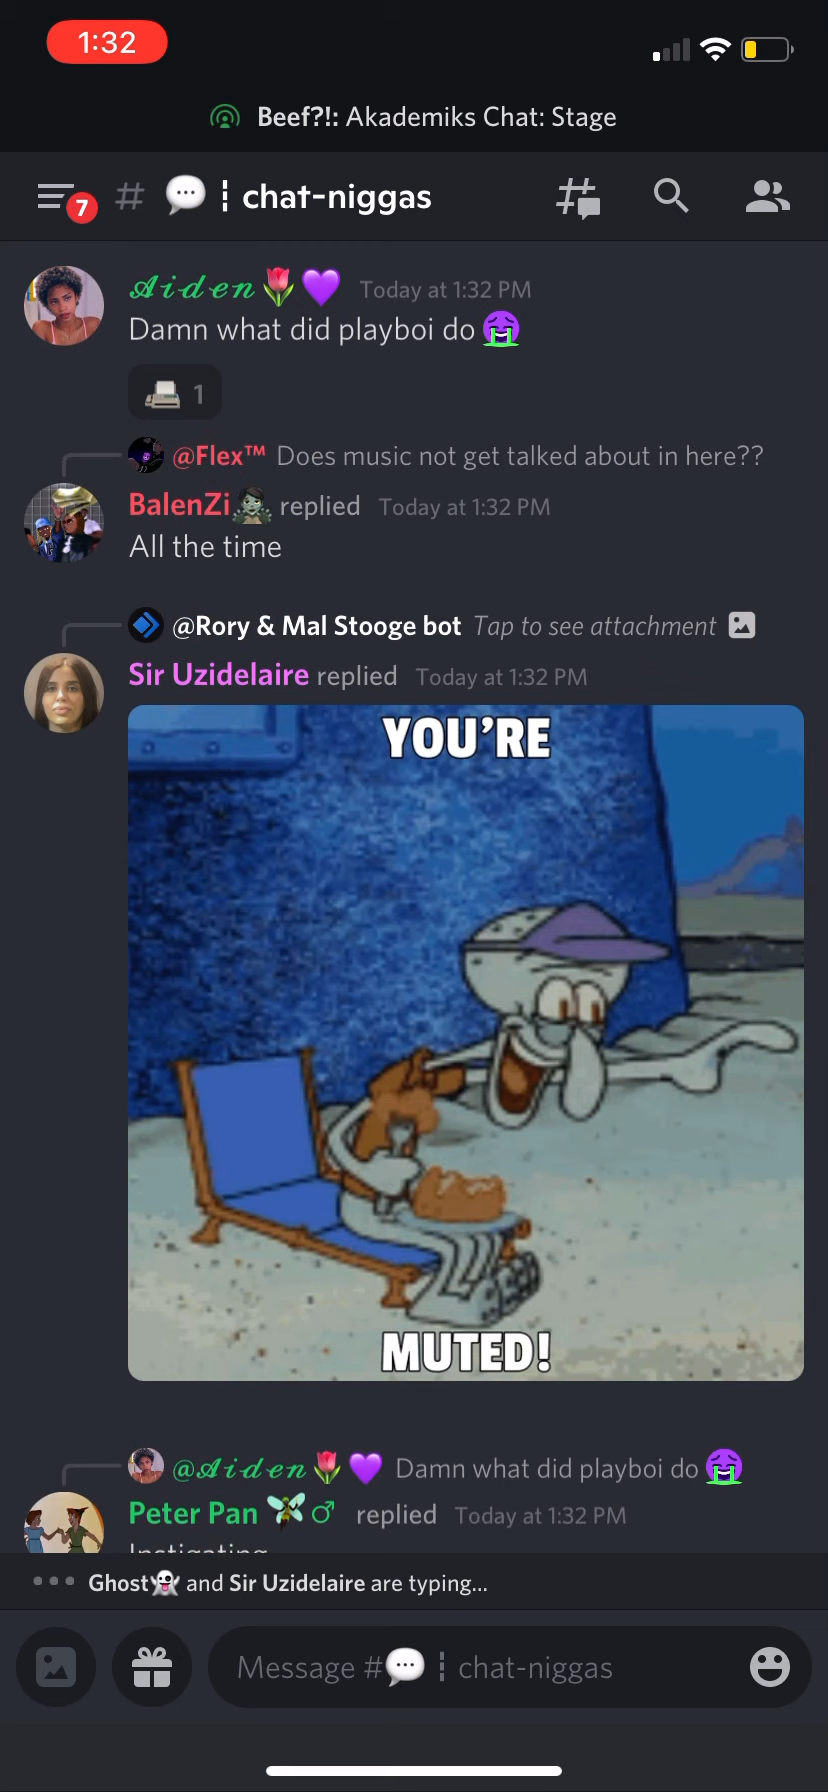 1:32
Beef?!: Akademiks Chat: Stage
7 # 💬┇chat-niggas
𝓐𝓲𝓭𝓮𝓷🌷💜 Today at 1:32 PM
Damn what did playboi do
1
@Flex™ Does music not get talked about in here??
BalenZi replied Today at 1:32 PM
All the time
@Rory & Mal Stooge bot Tap to see attachment
Sir Uzidelaire replied Today at 1:32 PM
YOU'RE
MUTED!
@𝓐𝓲𝓭𝓮𝓷🌷💜 Damn what did playboi do
Peter Pan ♂ replied Today at 1:32 PM
Instigating
Ghost👻 and Sir Uzidelaire are typing...
Message #💬┇chat-niggas